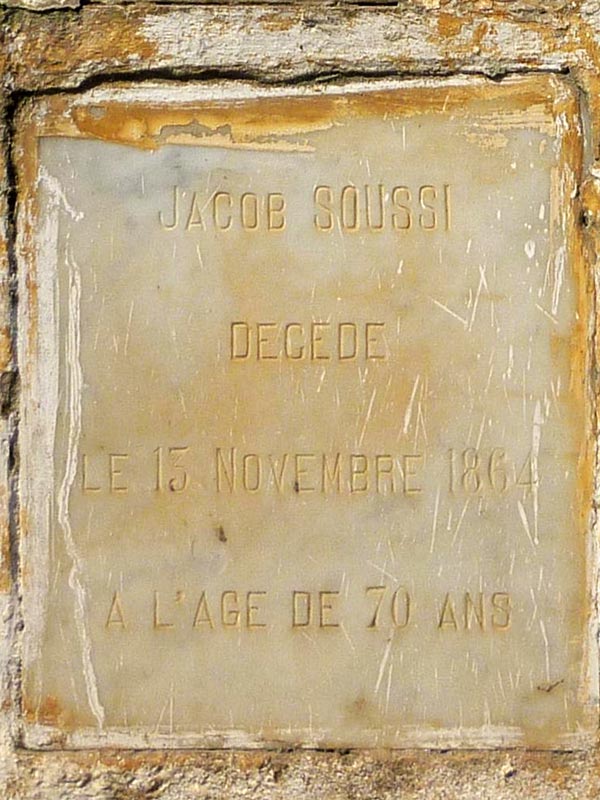 JACOB SOUSSI
DECEDE
LE 13 NOVEMBRE 1864
A L'AGE DE 70 ANS